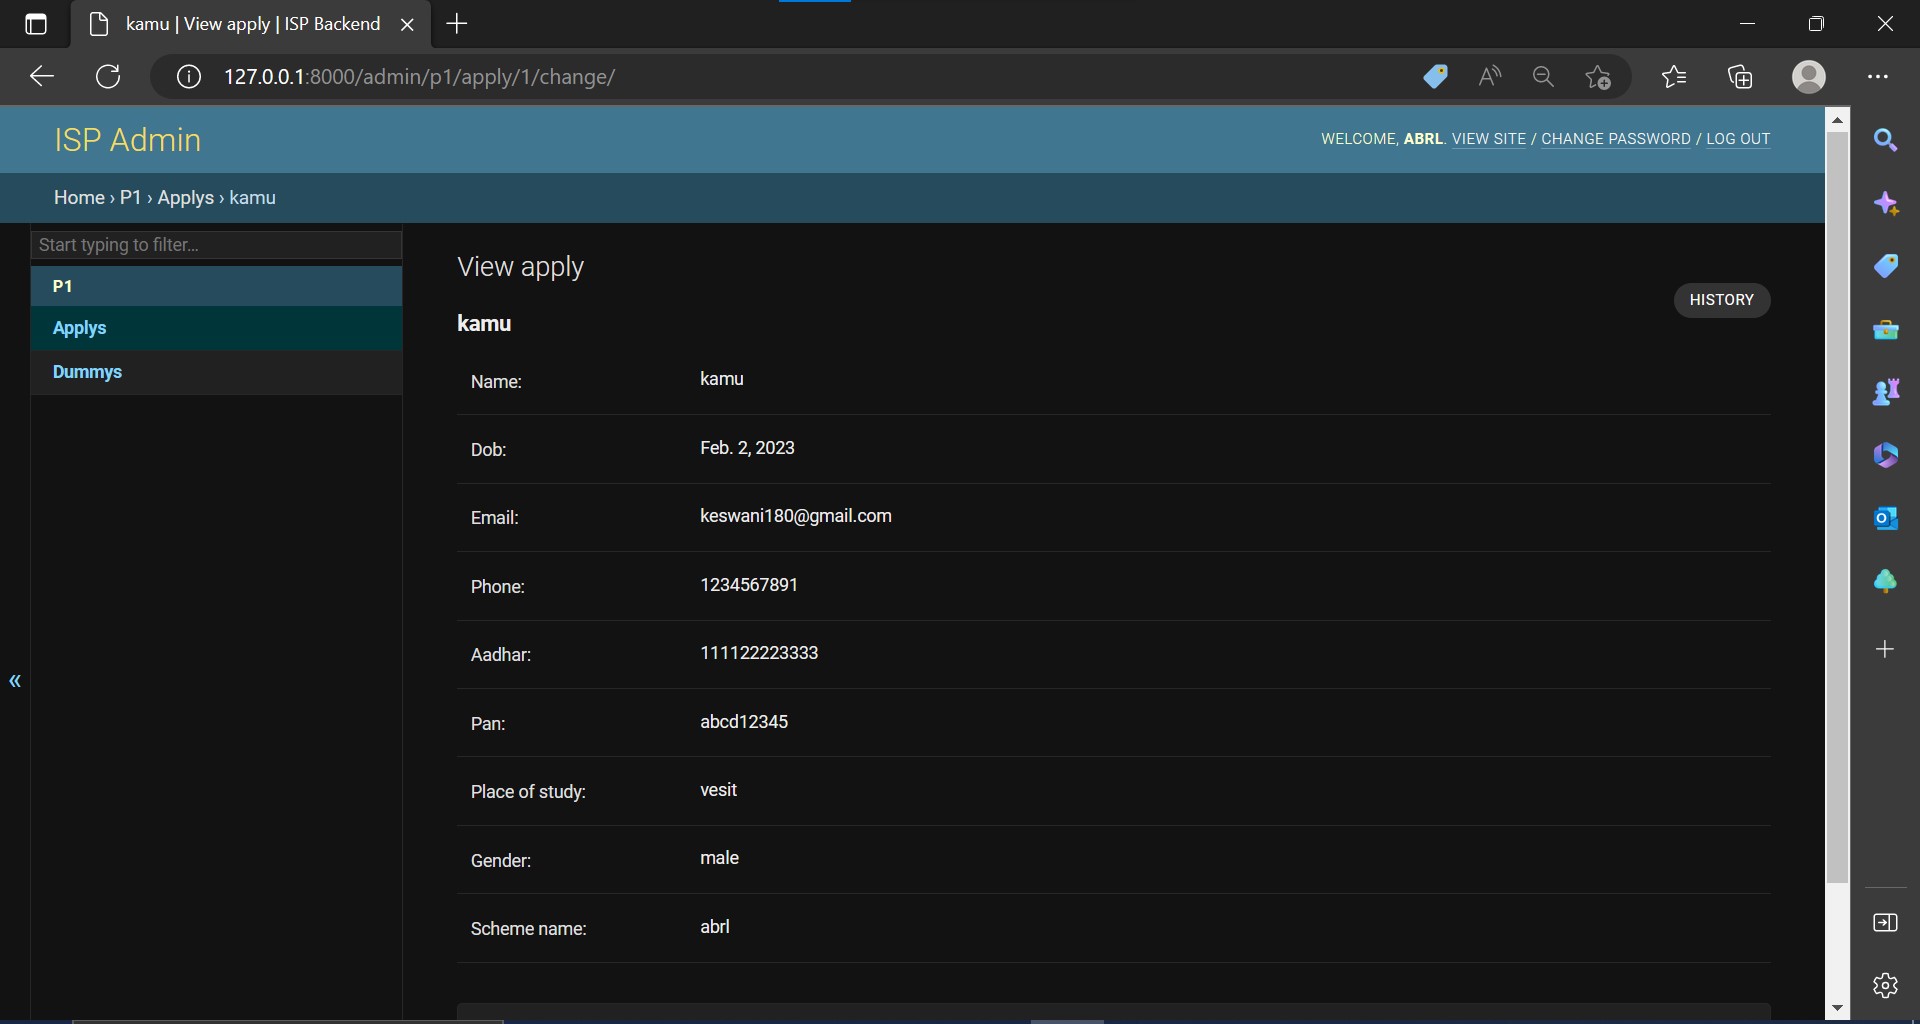 kamu | View apply | ISP Backend
127.0.0.1:8000/admin/p1/apply/1/change/
ISP Admin
WELCOME, ABRL. VIEW SITE / CHANGE PASSWORD / LOG OUT
Home › P1 › Applys › kamu
Start typing to filter...
P1
Applys
Dummys
«
View apply
HISTORY
kamu
Name: kamu
Dob: Feb. 2, 2023
Email: keswani180@gmail.com
Phone: 1234567891
Aadhar: 111122223333
Pan: abcd12345
Place of study: vesit
Gender: male
Scheme name: abrl